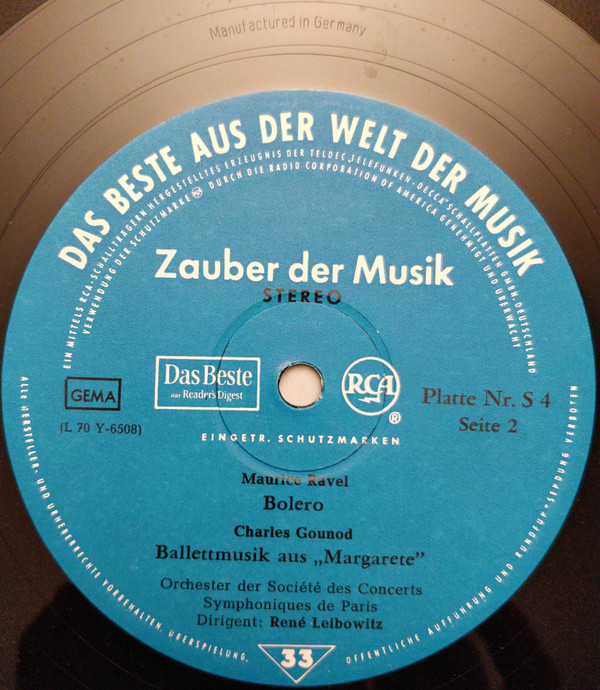 Manufactured in Germany
DAS BESTE AUS DER WELT DER MUSIK
EIN MITTELS RCA-SCHALLTRÄGERN HERGESTELLTES ERZEUGNIS DER TELDEC „TELEFUNKEN-DECCA“ SCHALLPLATTEN GMBH, DEUTSCHLAND
VERWENDUNG DER SCHUTZMARKE RCA DURCH DIE RADIO CORPORATION OF AMERICA GENEHMIGT UND ÜBERWACHT
Zauber der Musik
STEREO
GEMA
(L 70 Y-6508)
Das Beste
aus Reader's Digest
RCA
®
EINGETR. SCHUTZMARKEN
Platte Nr. S 4
Seite 2
Maurice Ravel
Bolero
Charles Gounod
Ballettmusik aus „Margarete”
Orchester der Société des Concerts
Symphoniques de Paris
Dirigent: René Leibowitz
33
ALLE HERSTELLER- UND URHEBERRECHTE VORBEHALTEN. ÜBERSPIELUNG, ÖFFENTLICHE AUFFÜHRUNG UND RUNDFUNK-SENDUNG VERBOTEN